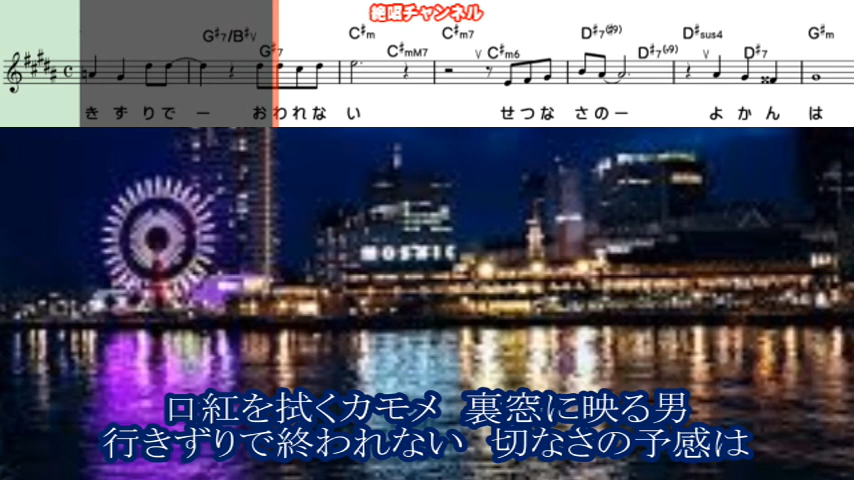 絶唱チャンネル
G#7/B# G#7 C#m C#mM7 C#m7 C#m6 D#7(#9) D#7(♭9) D#sus4 D#7 G#m
きずりでー おわれない せつなさのー よかんは
MOSAIC
口紅を拭くカモメ 裏窓に映る男
行きずりで終われない 切なさの予感は